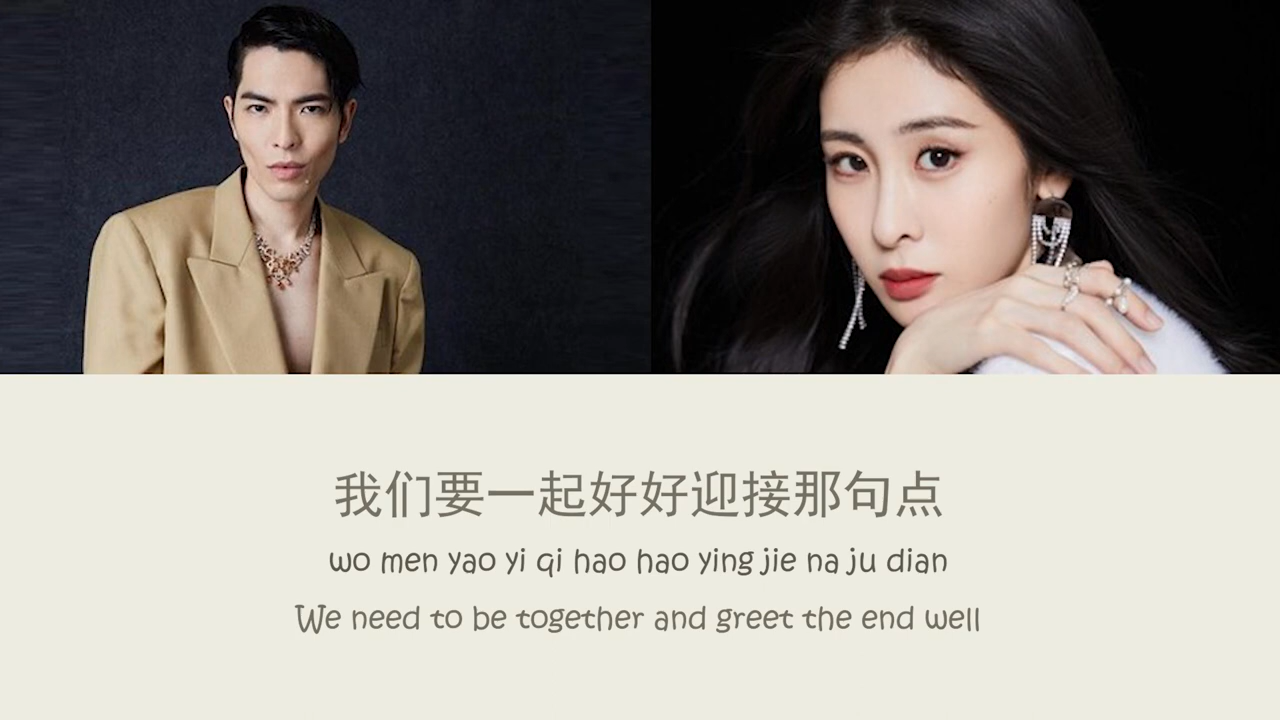 我们要一起好好迎接那句点
wo men yao yi qi hao hao ying jie na ju dian
We need to be together and greet the end well